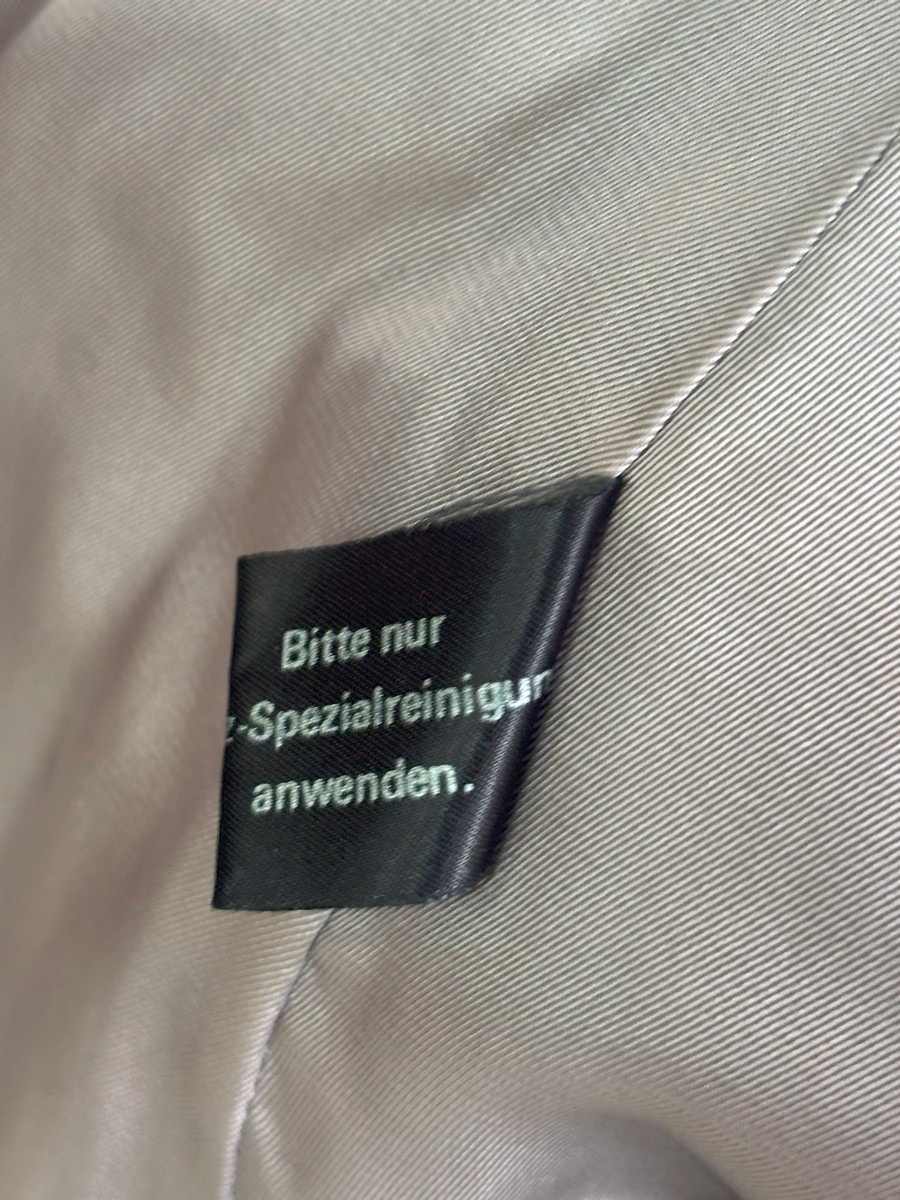 Bitte nur
z-Spezialreinigun
anwenden.